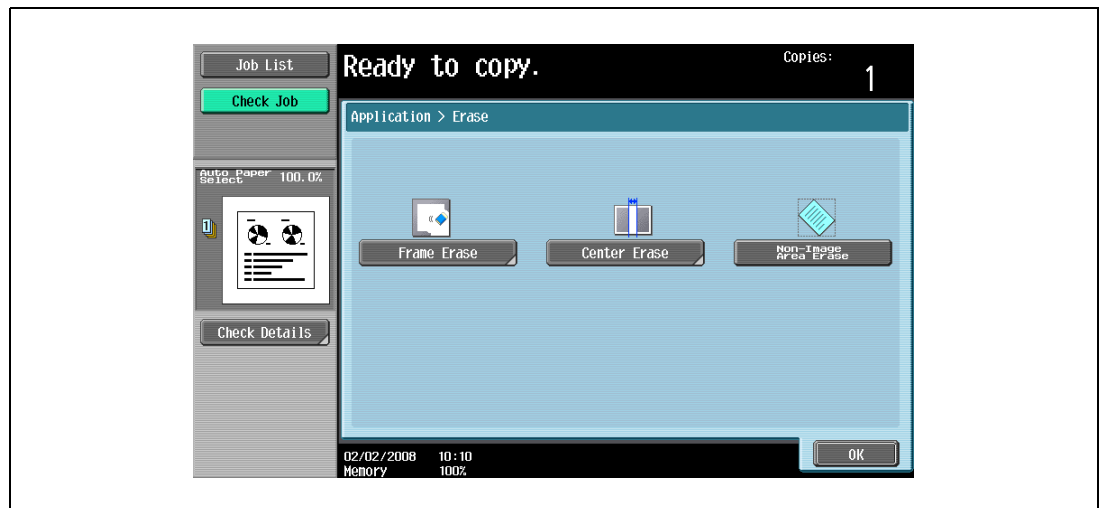 Job List
Ready to copy.
Copies:
1
Check Job
Application > Erase
Auto Paper
Select
100.0%
1
Frame Erase
Center Erase
Non-Image
Area Erase
Check Details
OK
02/02/2008 10:10
Memory 100%